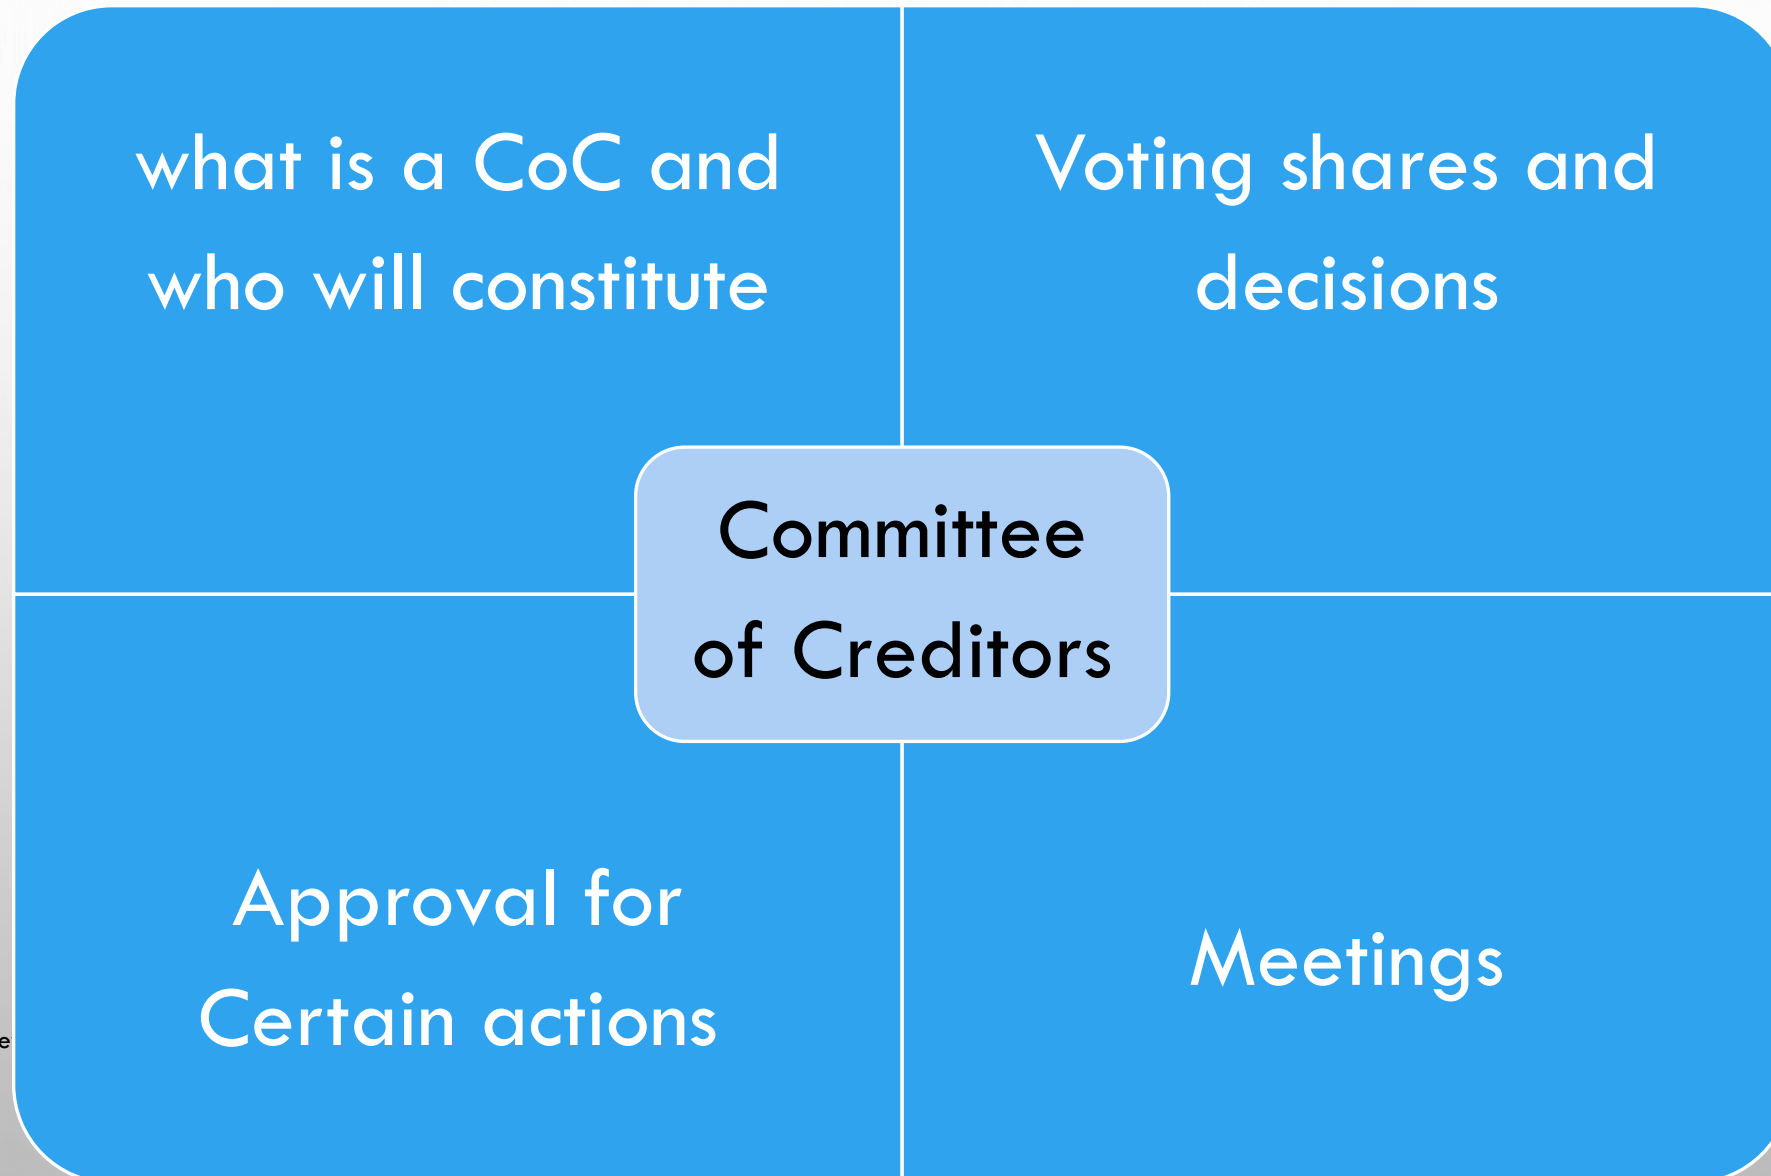 what is a CoC and
who will constitute
Voting shares and
decisions
Committee
of Creditors
Approval for
Certain actions
Meetings